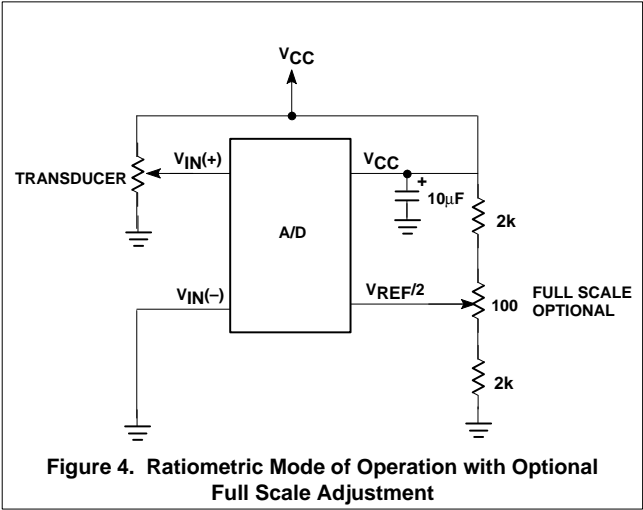 VCC
VIN(+)
VCC
TRANSDUCER
+
10μF
2k
A/D
VIN(–)
VREF/2
100
FULL SCALE
OPTIONAL
2k
Figure 4. Ratiometric Mode of Operation with Optional
Full Scale Adjustment